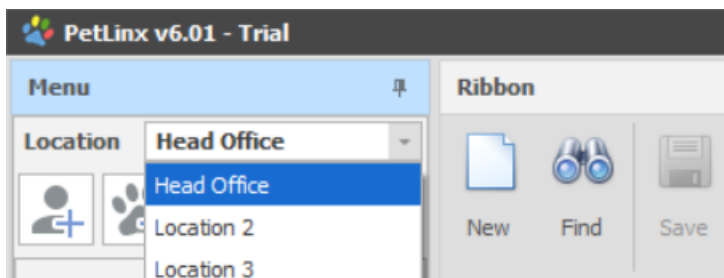 PetLinx v6.01 - Trial
Menu
Ribbon
Location
Head Office
Head Office
Location 2
Location 3
New
Find
Save